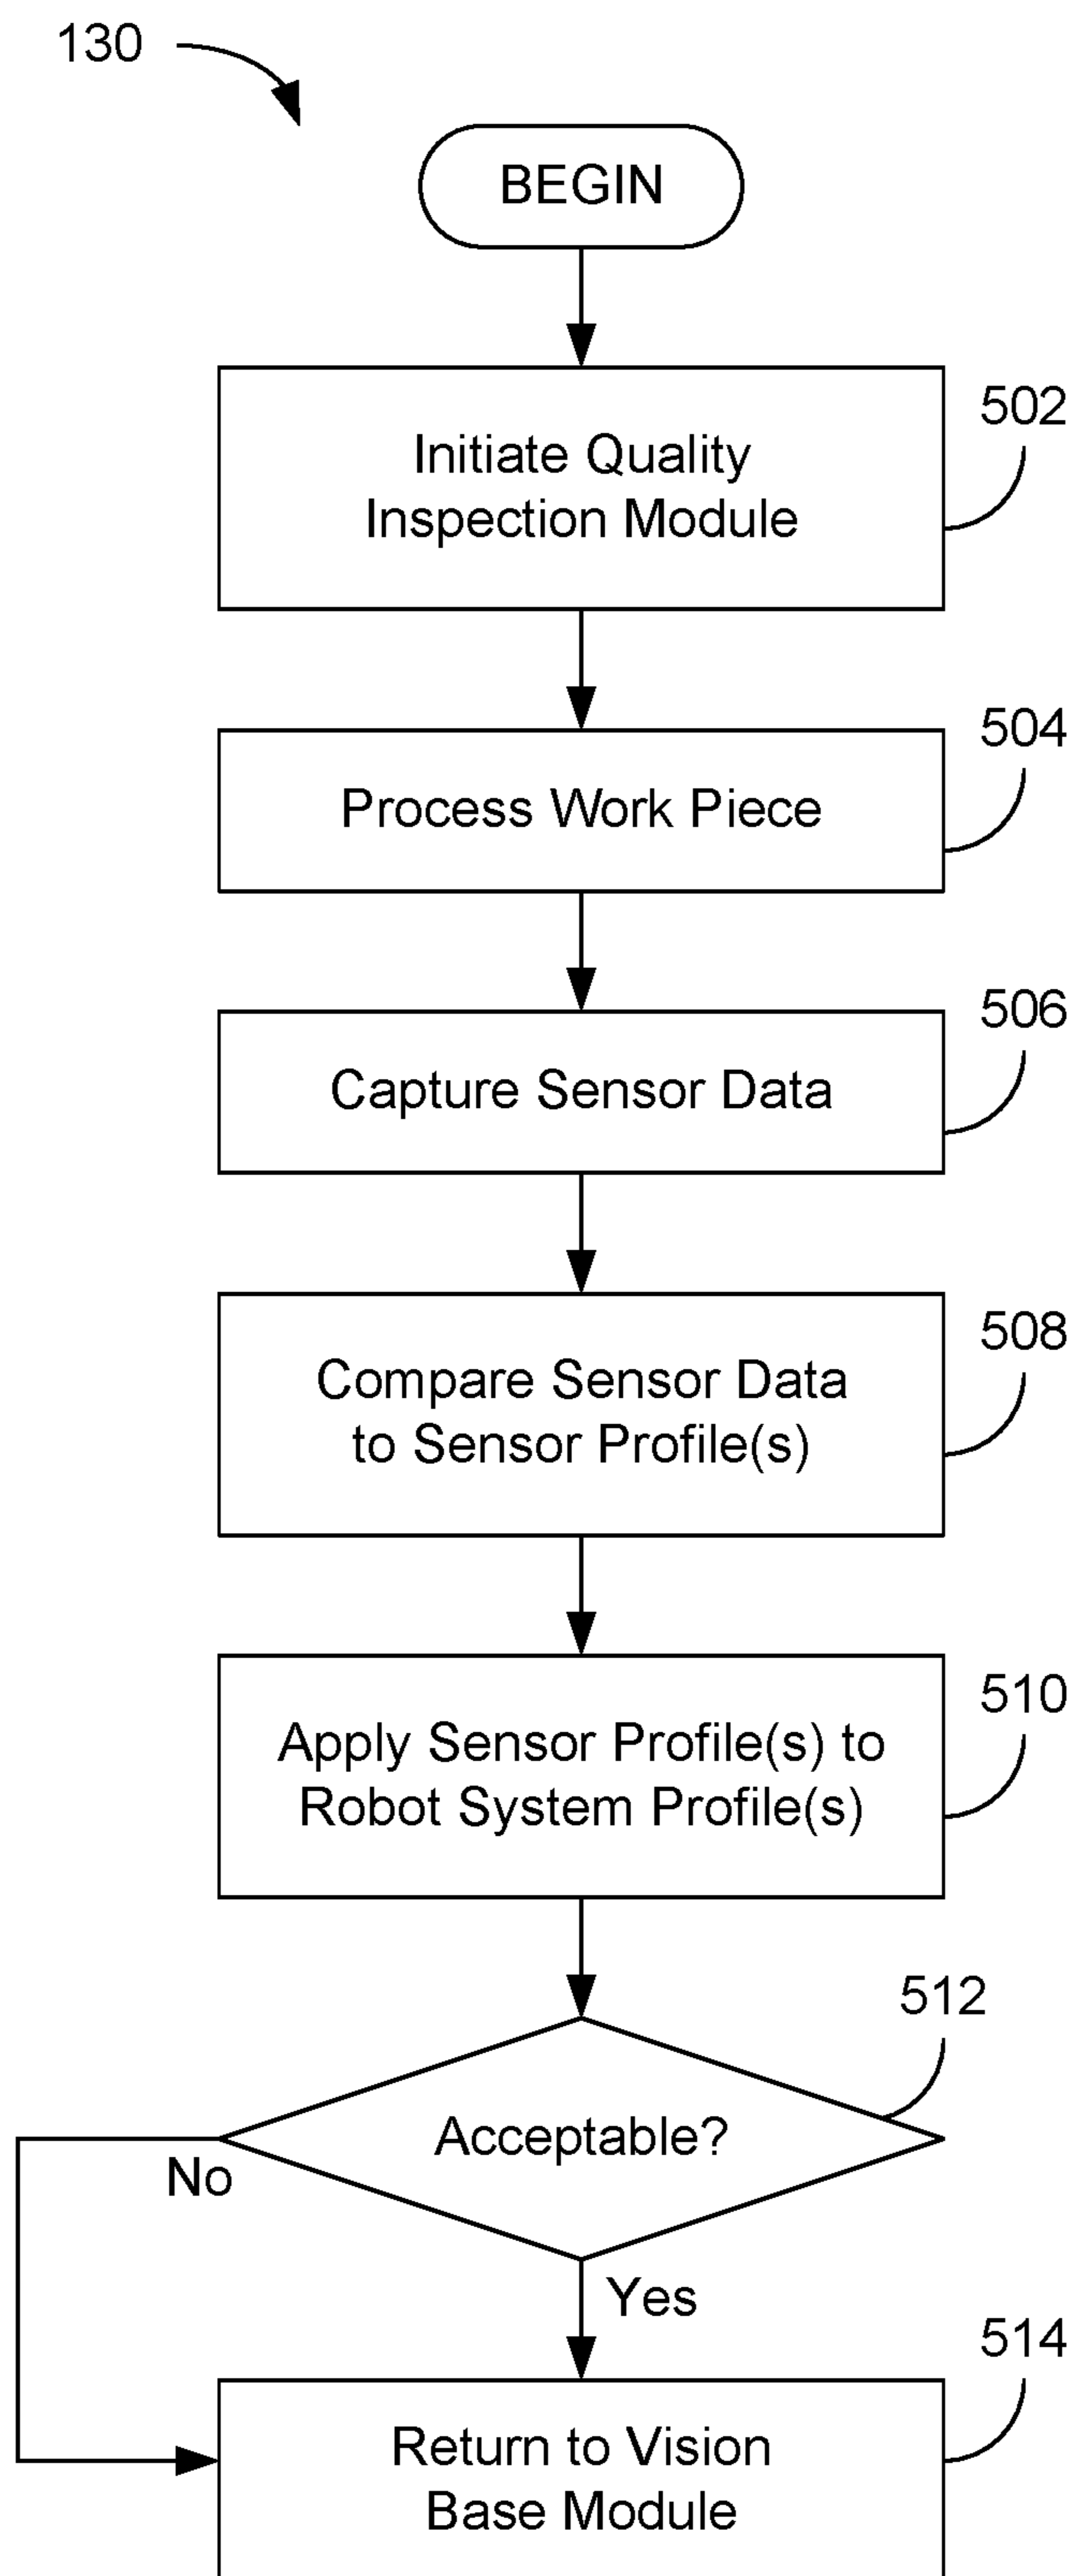 130
BEGIN
502
Initiate Quality
Inspection Module
504
Process Work Piece
506
Capture Sensor Data
508
Compare Sensor Data
to Sensor Profile(s)
510
Apply Sensor Profile(s) to
Robot System Profile(s)
512
Acceptable?
No
Yes
514
Return to Vision
Base Module